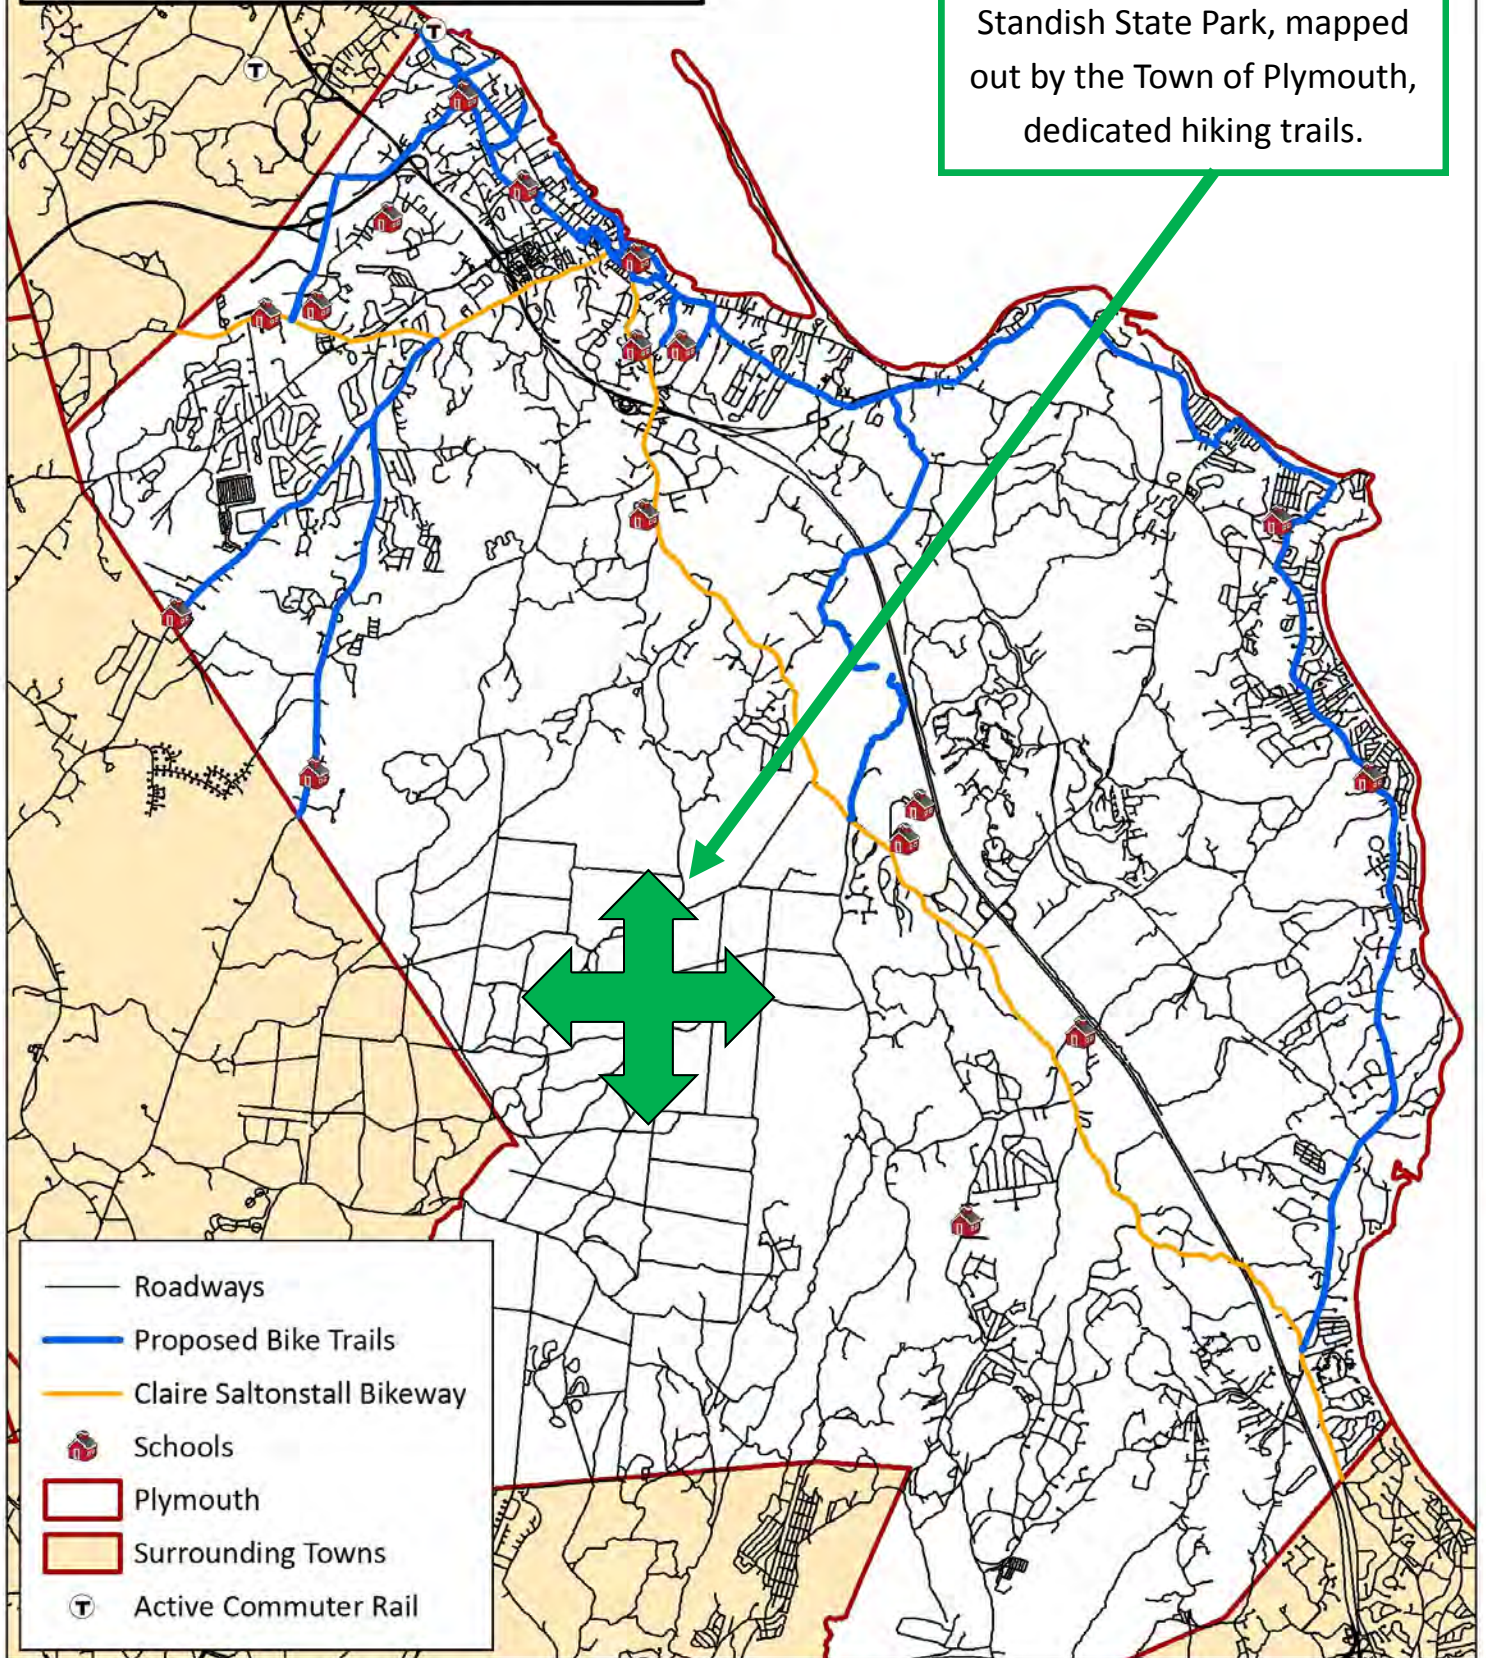 Standish State Park, mapped
out by the Town of Plymouth,
dedicated hiking trails.
T
T
Roadways
Proposed Bike Trails
Claire Saltonstall Bikeway
Schools
Plymouth
Surrounding Towns
T Active Commuter Rail